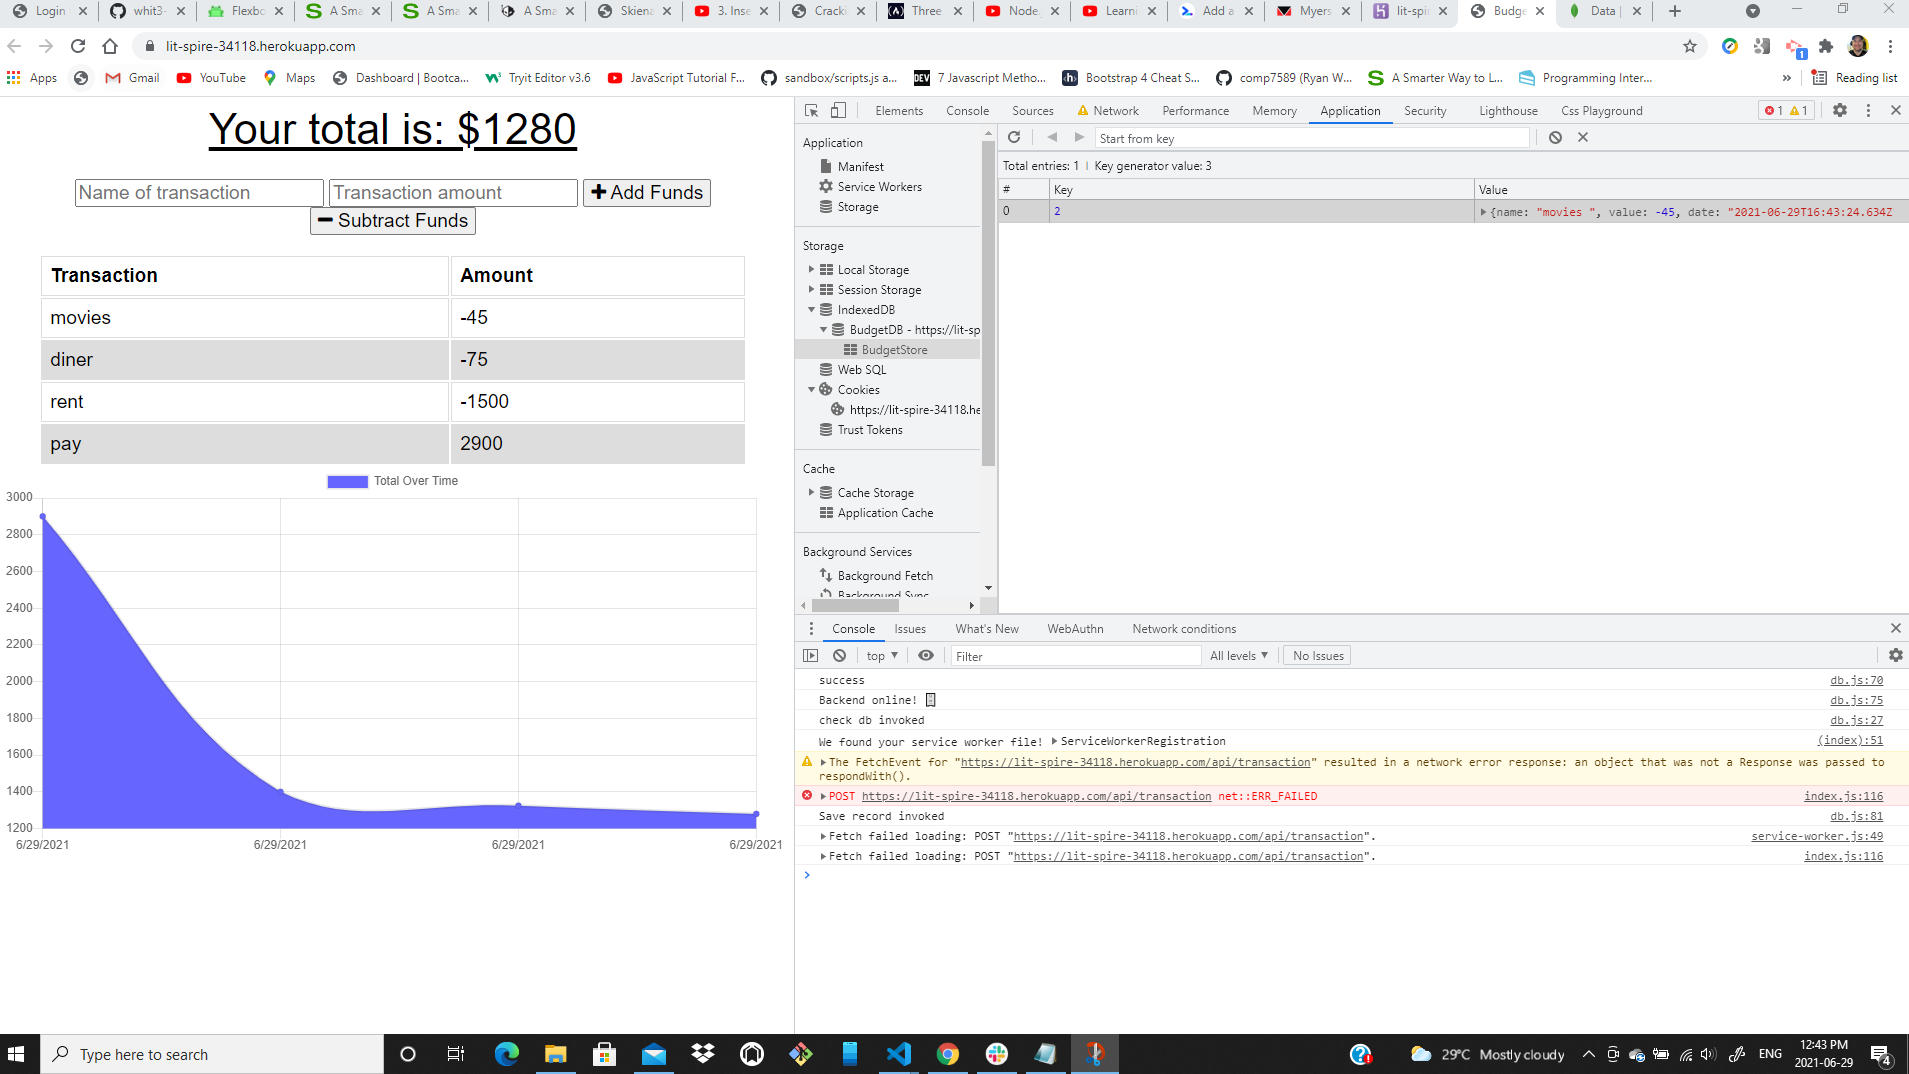 Login
whit3-
Flexbo
A Sma
A Sma
A Sma
Skiena
3. Inse
Cracki
Three
Node.
Learni
Add a
Myers
lit-spi
Budge
Data |
lit-spire-34118.herokuapp.com
Apps
Gmail
YouTube
Maps
Dashboard | Bootca...
Tryit Editor v3.6
JavaScript Tutorial F...
sandbox/scripts.js a...
7 Javascript Metho...
Bootstrap 4 Cheat S...
comp7589 (Ryan W...
A Smarter Way to L...
Programming Inter...
»
Reading list
Your total is: $1280
Name of transaction
Transaction amount
+ Add Funds
− Subtract Funds
Transaction Amount
movies -45
diner -75
rent -1500
pay 2900
Total Over Time
3000
2800
2600
2400
2200
2000
1800
1600
1400
1200
6/29/2021 6/29/2021 6/29/2021 6/29/2021
Elements Console Sources Network Performance Memory Application Security Lighthouse Css Playground 1 1
Application
Manifest
Service Workers
Storage
Storage
Local Storage
Session Storage
IndexedDB
BudgetDB - https://lit-sp
BudgetStore
Web SQL
Cookies
https://lit-spire-34118.he
Trust Tokens
Cache
Cache Storage
Application Cache
Background Services
Background Fetch
Background Sync
Start from key
Total entries: 1 | Key generator value: 3
# Key Value
0 2 {name: "movies ", value: -45, date: "2021-06-29T16:43:24.634Z
Console Issues What's New WebAuthn Network conditions
top ▼ Filter All levels ▼ No Issues
success db.js:70
Backend online! db.js:75
check db invoked db.js:27
We found your service worker file! ServiceWorkerRegistration (index):51
The FetchEvent for "https://lit-spire-34118.herokuapp.com/api/transaction" resulted in a network error response: an object that was not a Response was passed to
respondWith().
POST https://lit-spire-34118.herokuapp.com/api/transaction net::ERR_FAILED index.js:116
Save record invoked db.js:81
Fetch failed loading: POST "https://lit-spire-34118.herokuapp.com/api/transaction". service-worker.js:49
Fetch failed loading: POST "https://lit-spire-34118.herokuapp.com/api/transaction". index.js:116
Type here to search
29°C Mostly cloudy
ENG
12:43 PM
2021-06-29
4